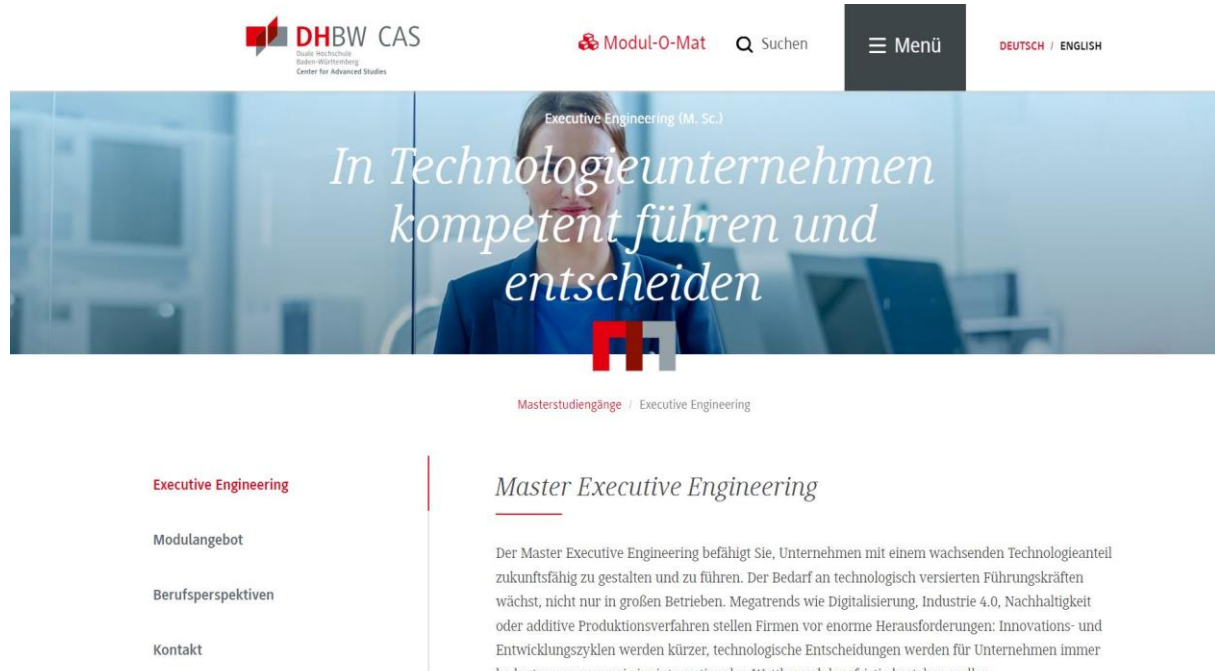 DHBW CAS
Duale Hochschule
Baden-Württemberg
Center for Advanced Studies
Modul-O-Mat
Suchen
Menü
DEUTSCH / ENGLISH
Executive Engineering (M. Sc.)
In Technologieunternehmen
kompetent führen und
entscheiden
Masterstudiengänge / Executive Engineering
Executive Engineering
Modulangebot
Berufsperspektiven
Kontakt
Master Executive Engineering
Der Master Executive Engineering befähigt Sie, Unternehmen mit einem wachsenden Technologieanteil
zukunftsfähig zu gestalten und zu führen. Der Bedarf an technologisch versierten Führungskräften
wächst, nicht nur in großen Betrieben. Megatrends wie Digitalisierung, Industrie 4.0, Nachhaltigkeit
oder additive Produktionsverfahren stellen Firmen vor enorme Herausforderungen: Innovations- und
Entwicklungszyklen werden kürzer, technologische Entscheidungen werden für Unternehmen immer